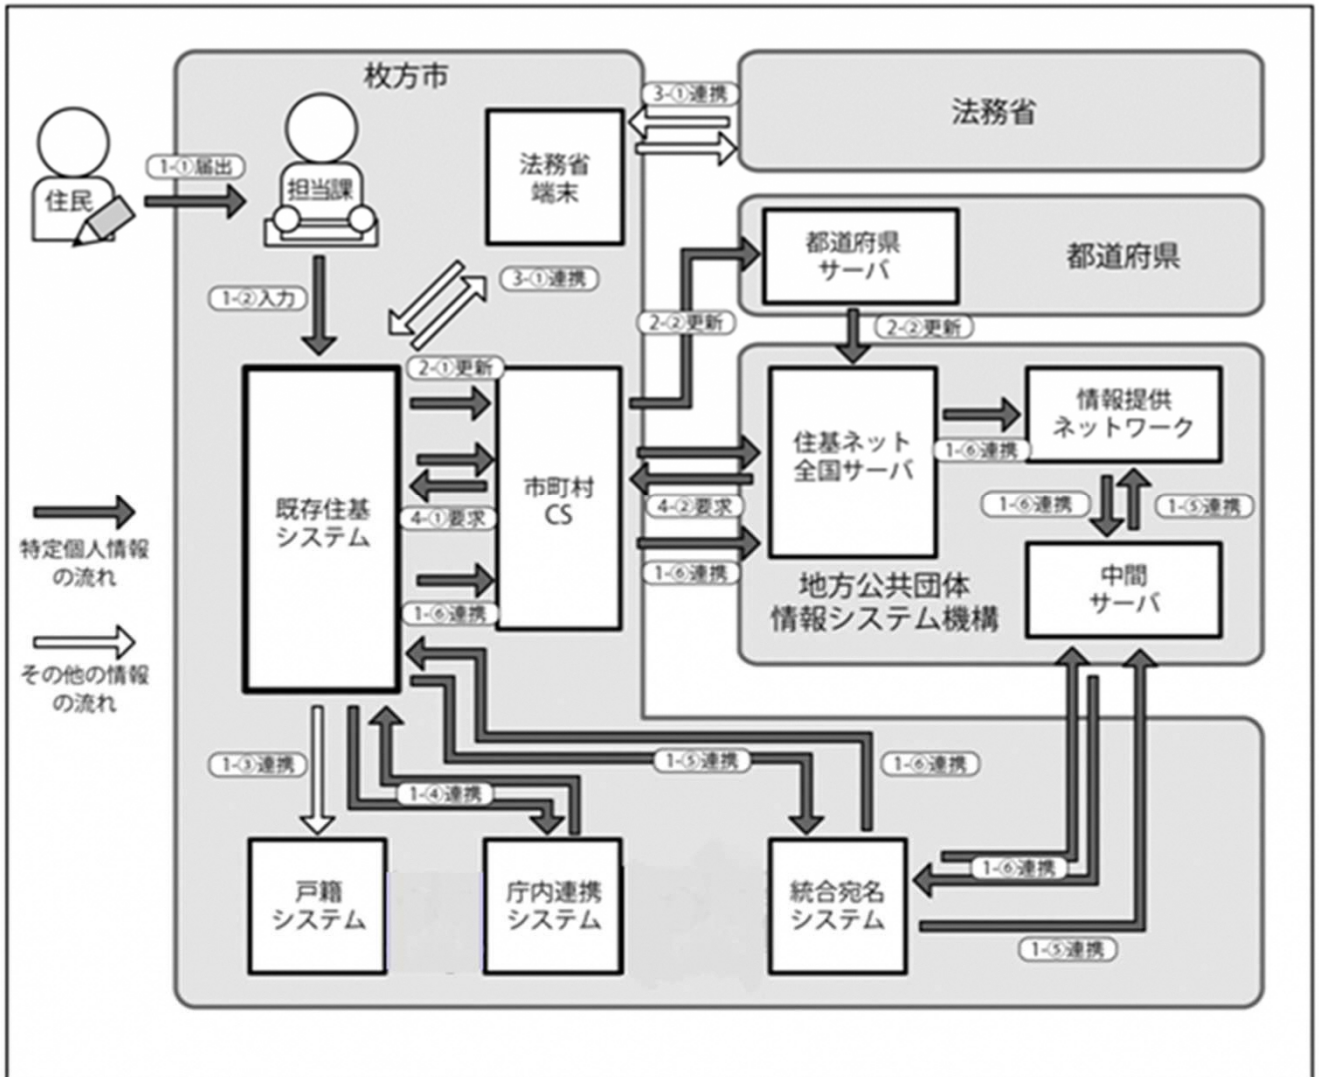 枚方市
3-①連携
法務省
法務省
端末
1-①届出
住民
担当課
都道府県
サーバ
都道府県
3-①連携
1-②入力
2-②更新
2-②更新
2-①更新
情報提供
ネットワーク
住基ネット
全国サーバ
1-⑥連携
市町村
CS
既存住基
システム
4-①要求
4-②要求
1-⑥連携
1-⑤連携
特定個人情報
の流れ
1-⑥連携
1-⑥連携
地方公共団体
情報システム機構
中間
サーバ
その他の情報
の流れ
1-③連携
1-④連携
1-⑤連携
1-⑥連携
戸籍
システム
庁内連携
システム
統合宛名
システム
1-⑥連携
1-⑤連携